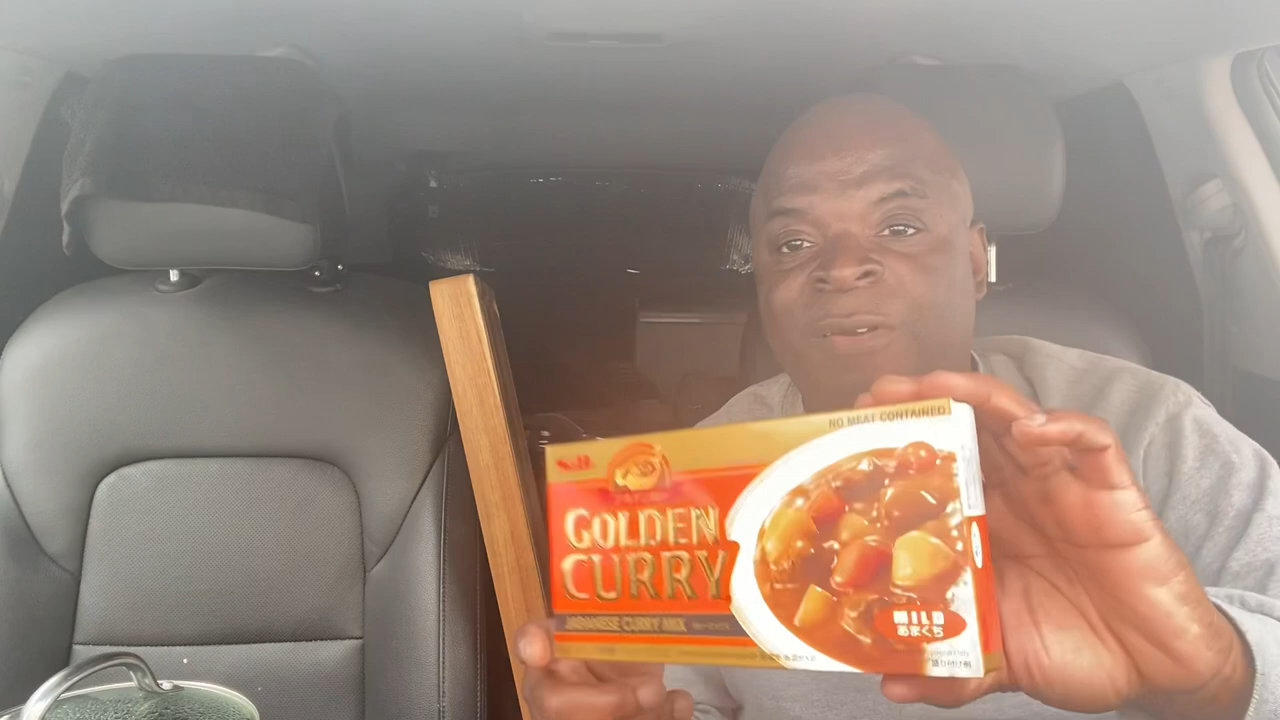 NO MEAT CONTAINED
S&B
GOLDEN
CURRY
JAPANESE CURRY MIX
MILD
あまくち